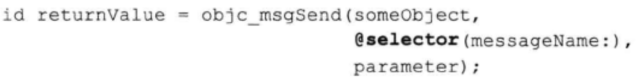 id returnValue = objc_msgSend(someObject,
@selector(messageName:),
parameter);